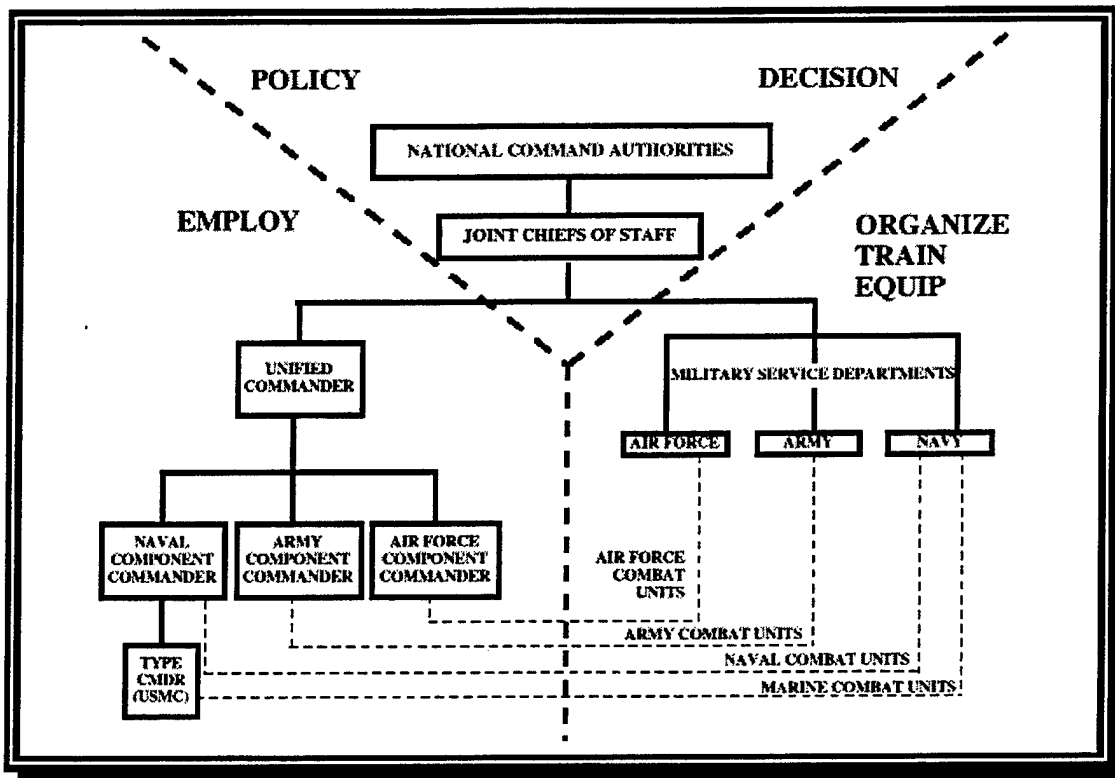 POLICY
DECISION
NATIONAL COMMAND AUTHORITIES
EMPLOY
JOINT CHIEFS OF STAFF
ORGANIZE
TRAIN
EQUIP
UNIFIED
COMMANDER
MILITARY SERVICE DEPARTMENTS
AIR FORCE
ARMY
NAVY
NAVAL
COMPONENT
COMMANDER
ARMY
COMPONENT
COMMANDER
AIR FORCE
COMPONENT
COMMANDER
AIR FORCE
COMBAT
UNITS
ARMY COMBAT UNITS
TYPE
CMDR
(USMC)
NAVAL COMBAT UNITS
MARINE COMBAT UNITS